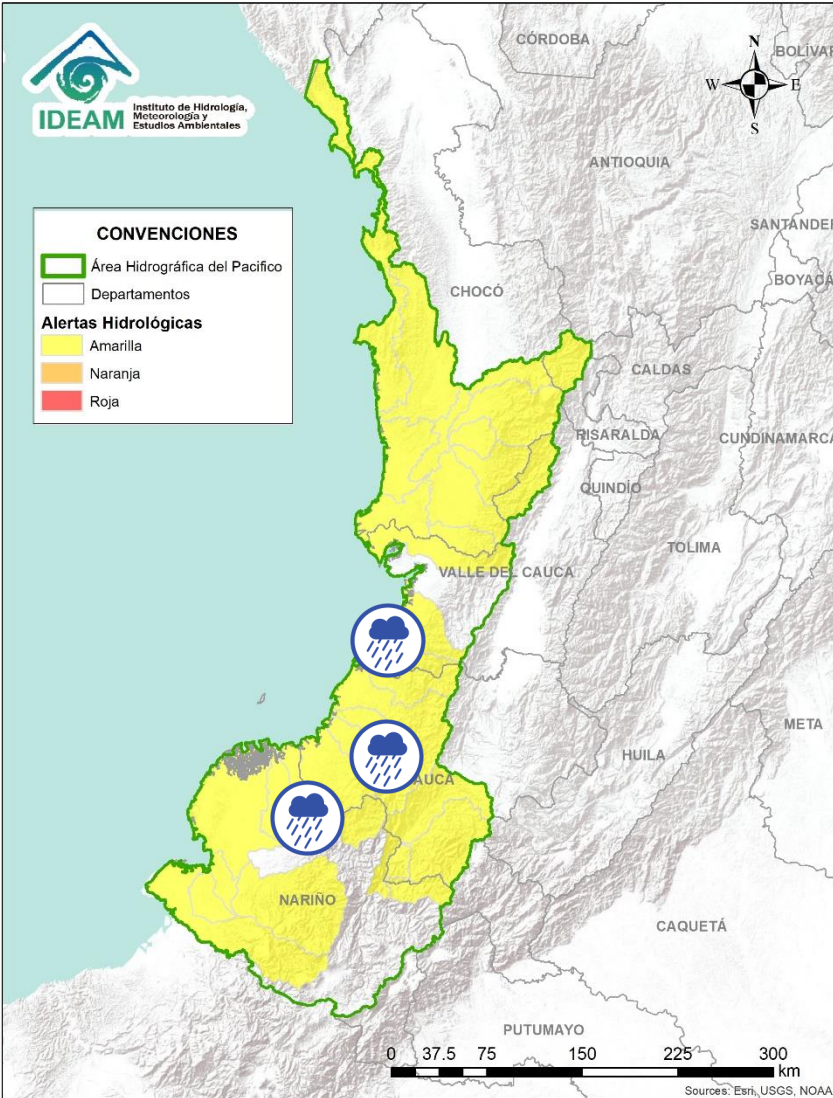 IDEAM
Instituto de Hidrología,
Meteorología y
Estudios Ambientales
N
W
E
S
CÓRDOBA
BOLÍVAR
ANTIOQUIA
SANTANDER
BOYACÁ
CONVENCIONES
Área Hidrográfica del Pacifico
Departamentos
Alertas Hidrológicas
Amarilla
Naranja
Roja
CHOCÓ
CALDAS
RISARALDA
CUNDINAMARCA
QUINDÍO
TOLIMA
VALLE DEL CAUCA
META
HUILA
AUCA
NARIÑO
CAQUETÁ
PUTUMAYO
0 37.5 75 150 225 300
km
Sources: Esri, USGS, NOAA